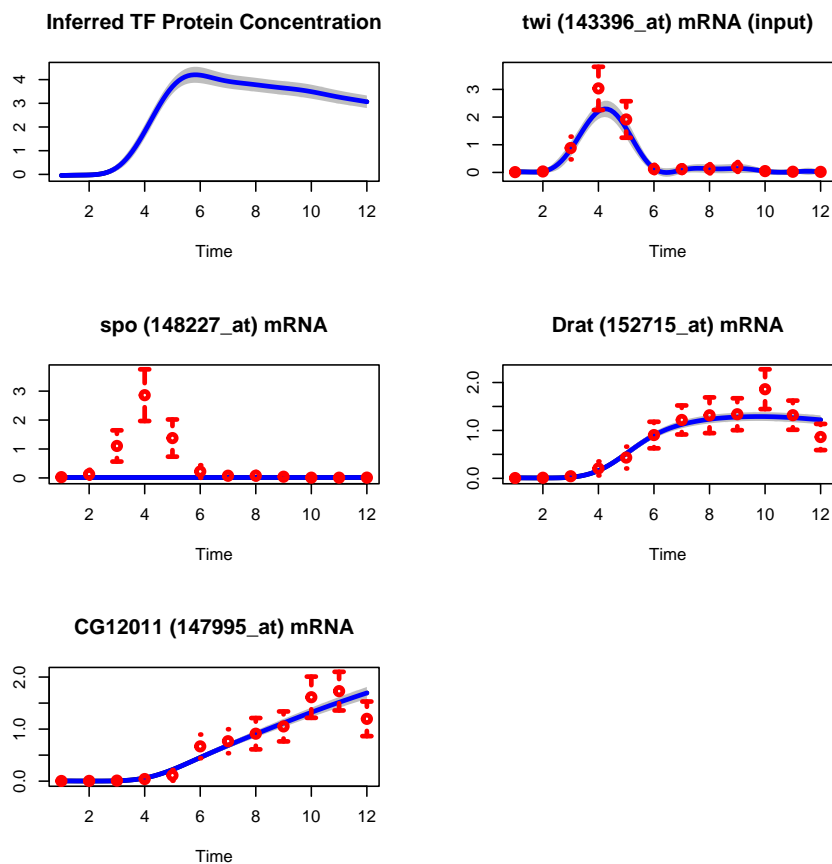 Inferred TF Protein Concentration
4
3
2
1
0
2 4 6 8 10 12
Time
twi (143396_at) mRNA (input)
3
2
1
0
2 4 6 8 10 12
Time
spo (148227_at) mRNA
3
2
1
0
2 4 6 8 10 12
Time
Drat (152715_at) mRNA
2.0
1.0
0.0
2 4 6 8 10 12
Time
CG12011 (147995_at) mRNA
2.0
1.0
0.0
2 4 6 8 10 12
Time